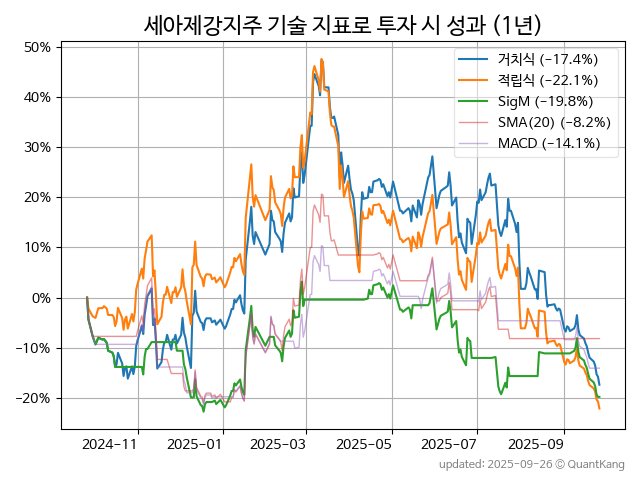 세아제강지주 기술 지표로 투자 시 성과 (1년)
거치식 (−17.4%)
적립식 (−22.1%)
SigM (−19.8%)
SMA(20) (−8.2%)
MACD (−14.1%)
50%
40%
30%
20%
10%
0%
−10%
−20%
2024-11 2025-01 2025-03 2025-05 2025-07 2025-09
updated: 2025-09-26 © QuantKang